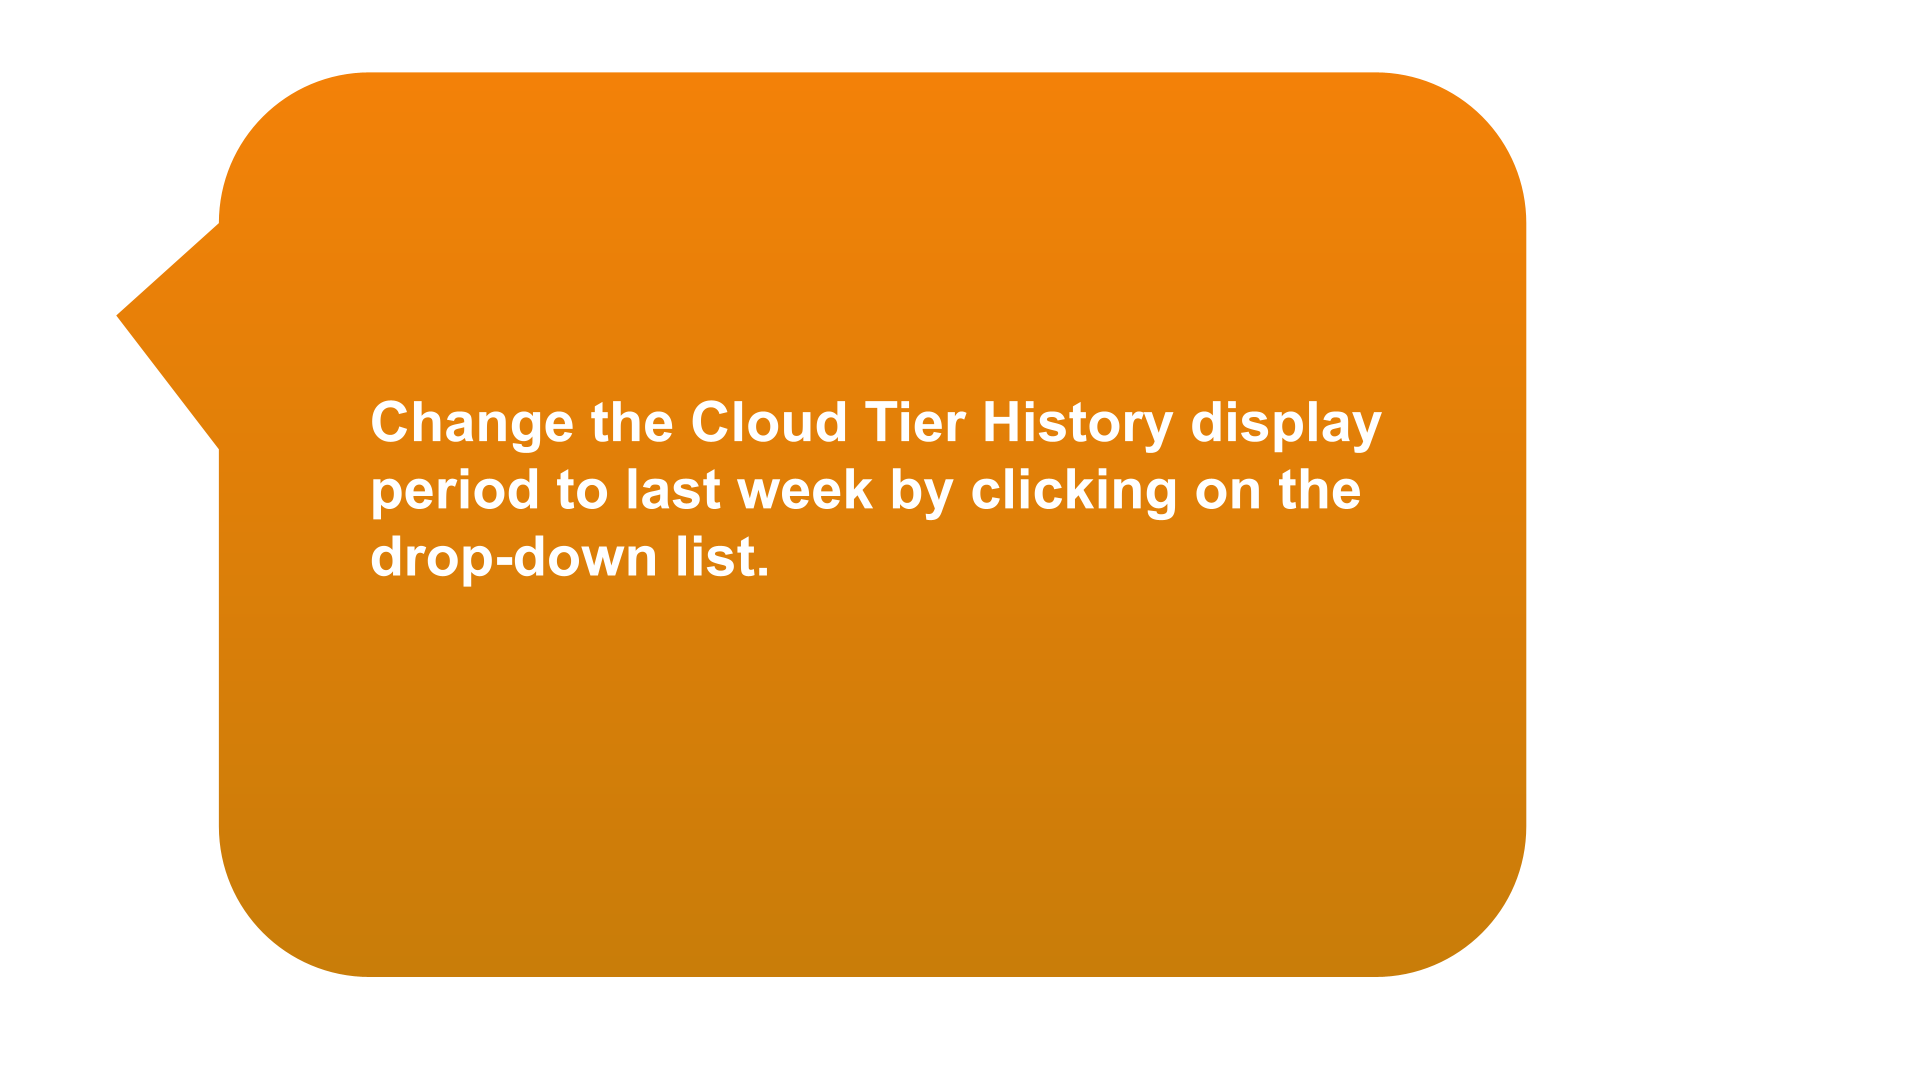 Change the Cloud Tier History display
period to last week by clicking on the
drop-down list.